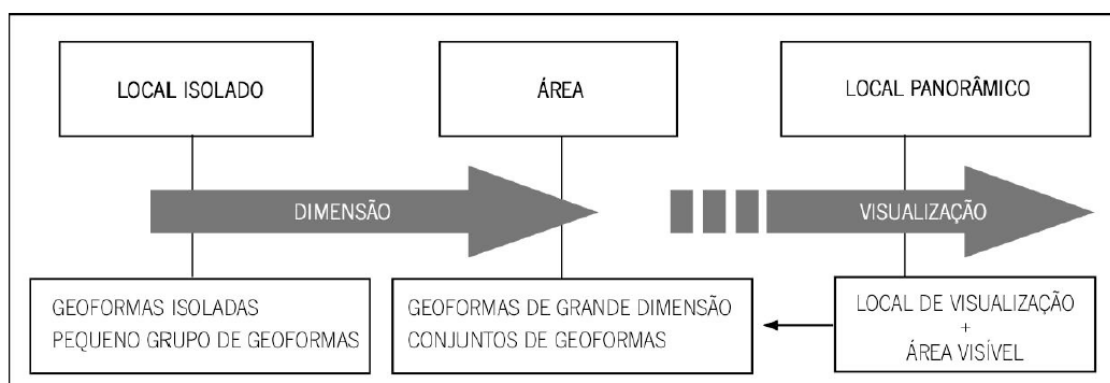 LOCAL ISOLADO
ÁREA
LOCAL PANORÂMICO
DIMENSÃO
VISUALIZAÇÃO
GEOFORMAS ISOLADAS
PEQUENO GRUPO DE GEOFORMAS
GEOFORMAS DE GRANDE DIMENSÃO
CONJUNTOS DE GEOFORMAS
LOCAL DE VISUALIZAÇÃO
+
ÁREA VISÍVEL